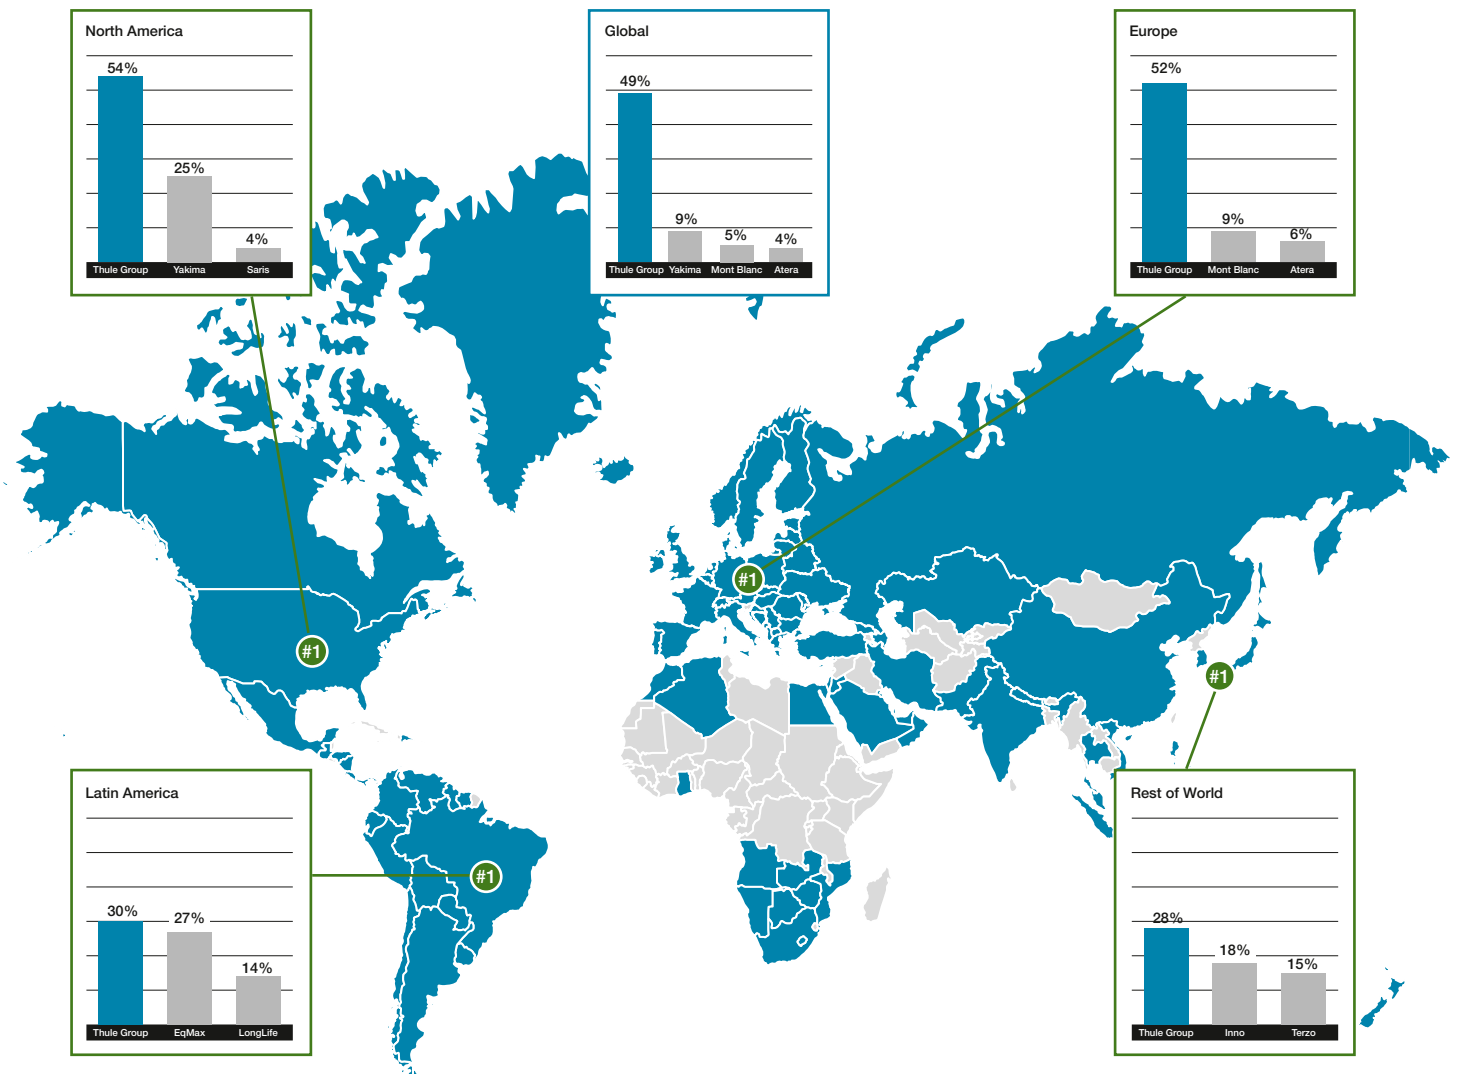 North America
54%
25%
4%
Thule Group Yakima Saris
Global
49%
9%
5%
4%
Thule Group Yakima Mont Blanc Atera
Europe
52%
9%
6%
Thule Group Mont Blanc Atera
#1
#1
#1
#1
Latin America
30%
27%
14%
Thule Group EqMax LongLife
Rest of World
28%
18%
15%
Thule Group Inno Terzo